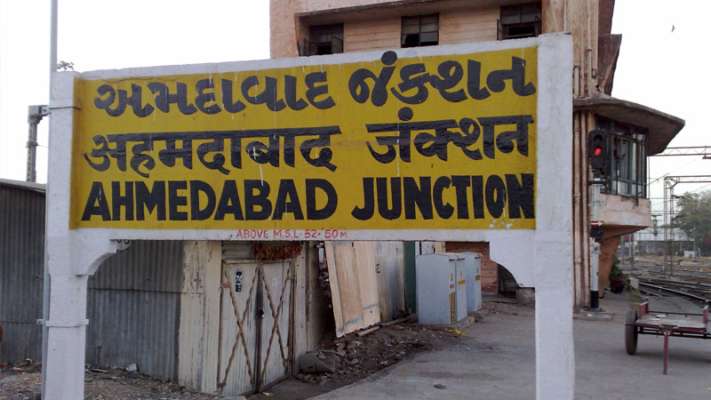 અમદાવાદ જંકશન
अहमदाबाद जंक्शन
AHMEDABAD JUNCTION
ABOVE M.S.L-52·50M